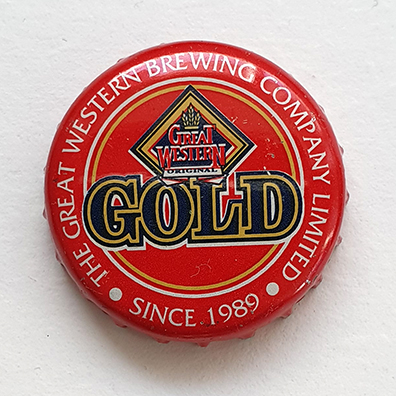 THE GREAT WESTERN BREWING COMPANY LIMITED
GREAT
WESTERN
ORIGINAL
GOLD
• SINCE 1989 •